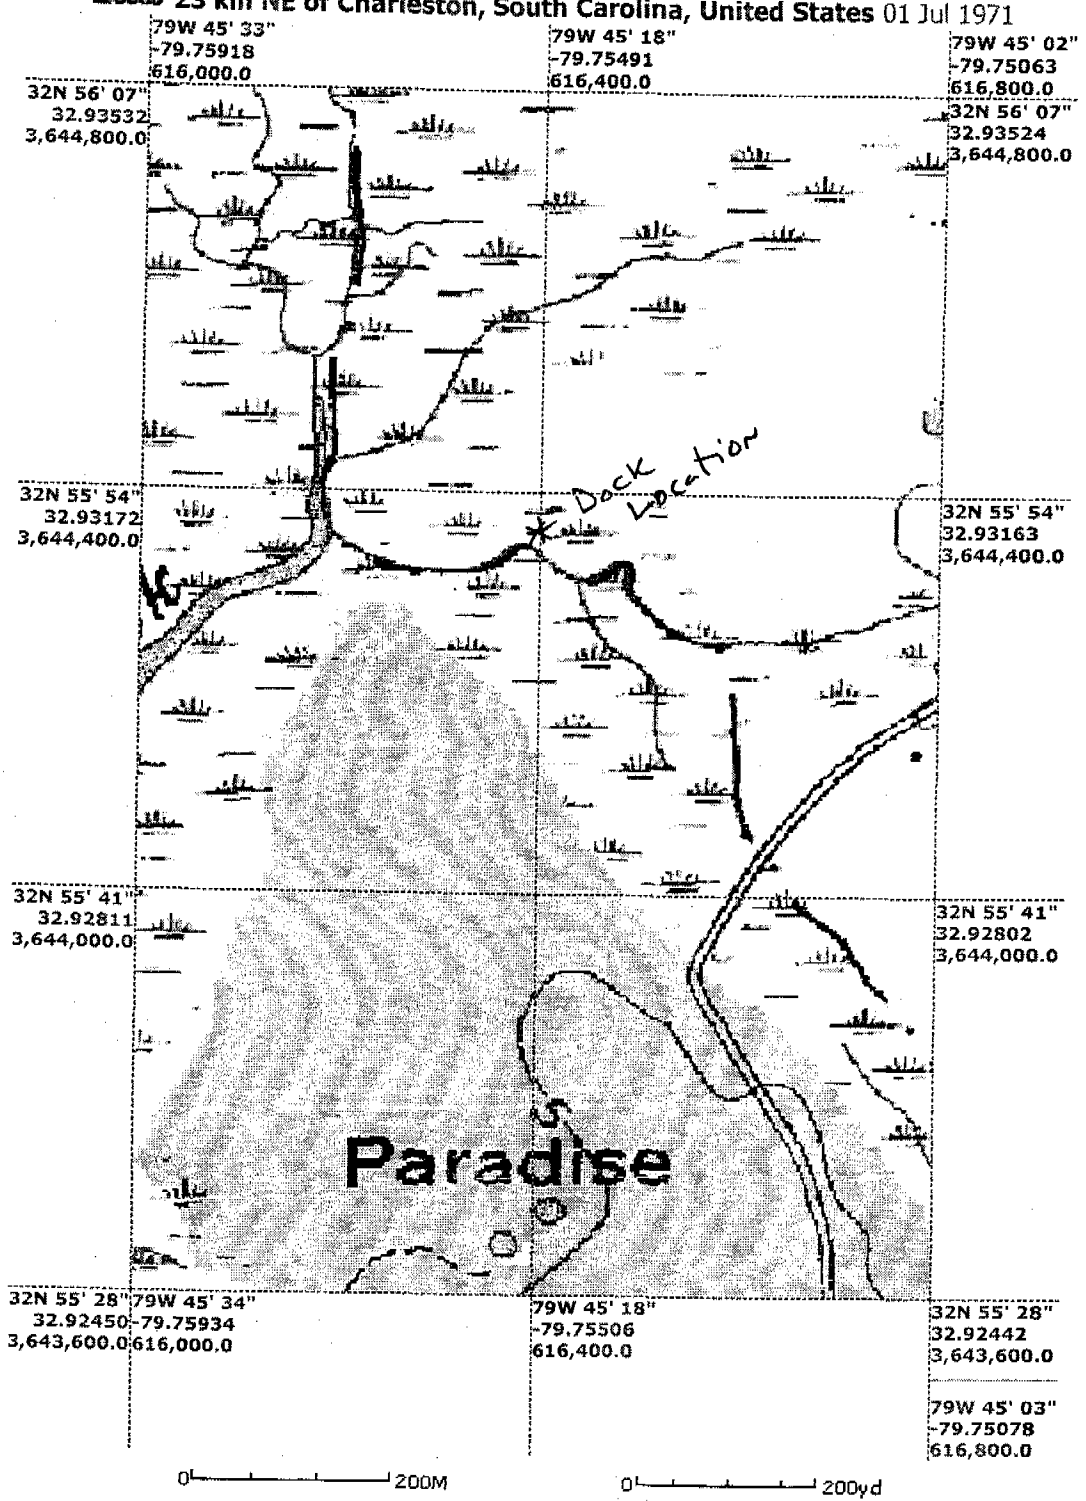 23 km NE of Charleston, South Carolina, United States 01 Jul 1971
79W 45' 33"
-79.75918
616,000.0
79W 45' 18"
-79.75491
616,400.0
79W 45' 02"
-79.75063
616,800.0
32N 56' 07"
32.93532
3,644,800.0
32N 56' 07"
32.93524
3,644,800.0
Dock
Location
32N 55' 54"
32.93172
3,644,400.0
32N 55' 54"
32.93163
3,644,400.0
32N 55' 41"
32.92811
3,644,000.0
32N 55' 41"
32.92802
3,644,000.0
Paradise
32N 55' 28"
32.92450
3,643,600.0
79W 45' 34"
-79.75934
616,000.0
79W 45' 18"
-79.75506
616,400.0
32N 55' 28"
32.92442
3,643,600.0
79W 45' 03"
-79.75078
616,800.0
0 200M
0 200yd